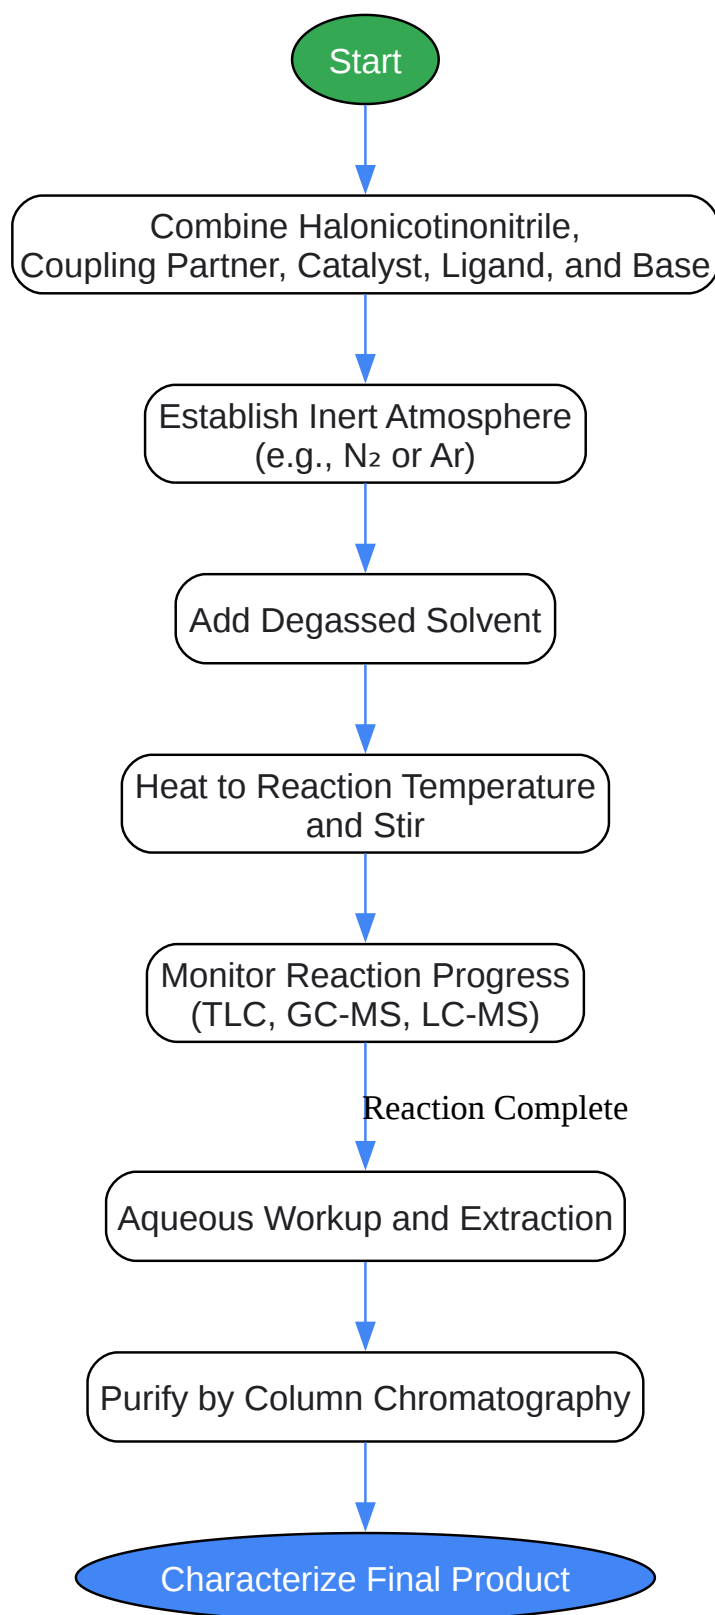 Start
Combine Halonicotinonitrile,
Coupling Partner, Catalyst, Ligand, and Base
Establish Inert Atmosphere
(e.g., N₂ or Ar)
Add Degassed Solvent
Heat to Reaction Temperature
and Stir
Monitor Reaction Progress
(TLC, GC-MS, LC-MS)
Reaction Complete
Aqueous Workup and Extraction
Purify by Column Chromatography
Characterize Final Product